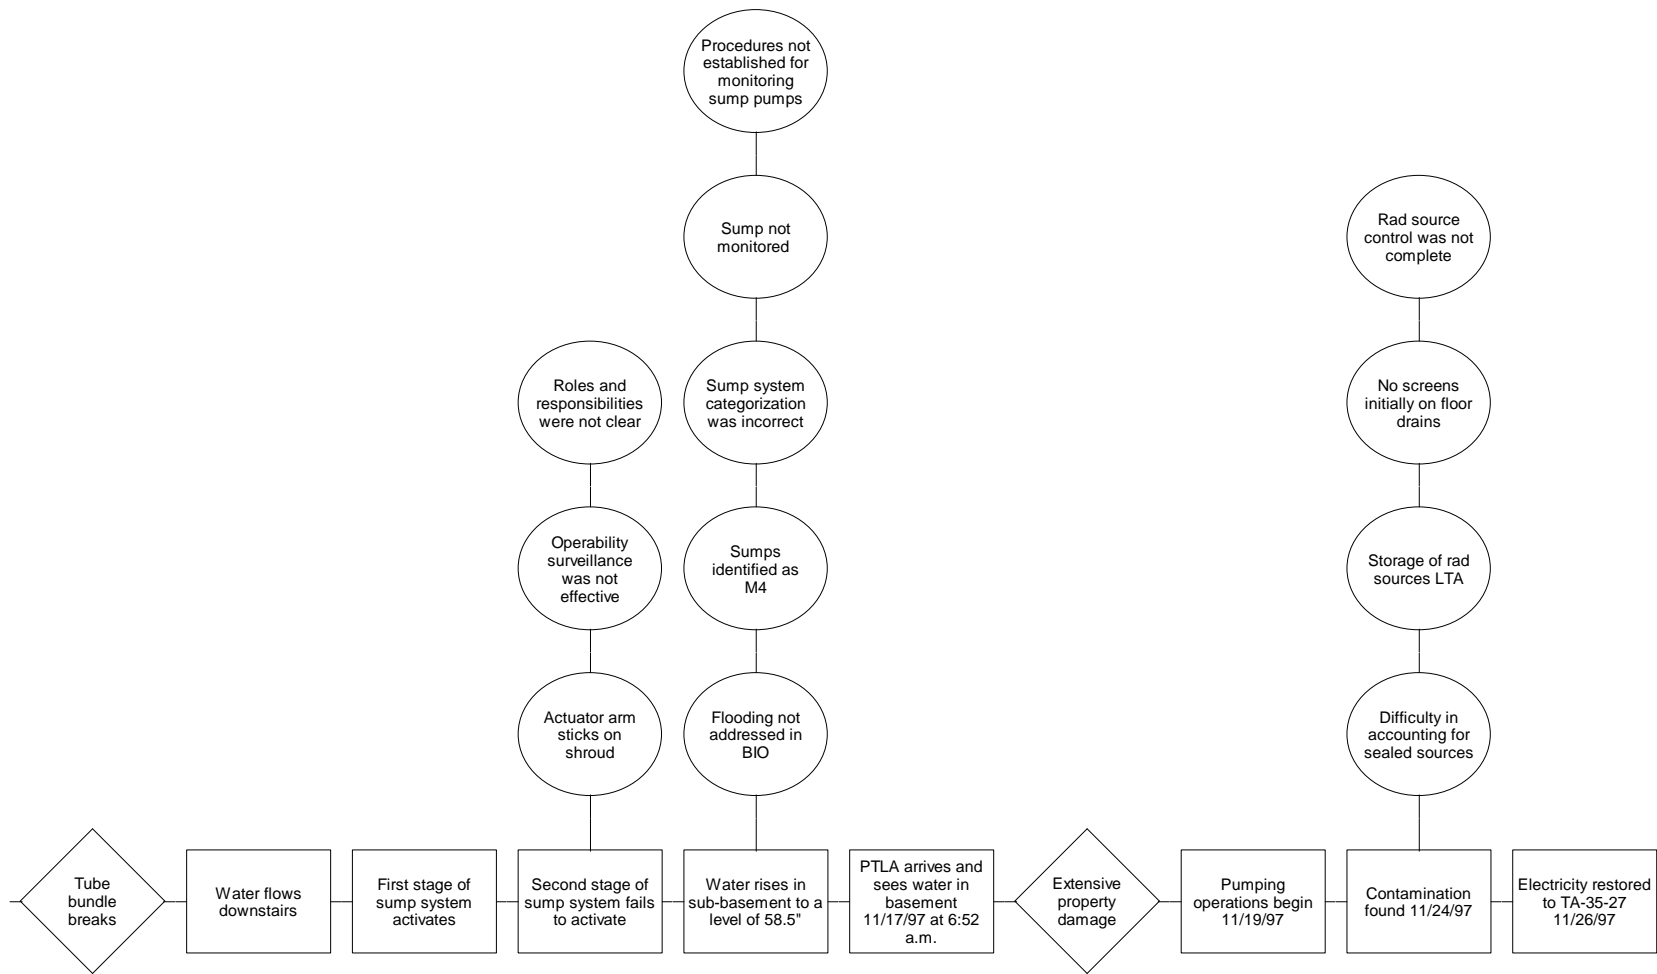 Procedures not
established for
monitoring
sump pumps
Sump not
monitored
Rad source
control was not
complete
Roles and
responsibilities
were not clear
Sump system
categorization
was incorrect
No screens
initially on floor
drains
Operability
surveillance
was not
effective
Sumps
identified as
M4
Storage of rad
sources LTA
Actuator arm
sticks on
shroud
Flooding not
addressed in
BIO
Difficulty in
accounting for
sealed sources
Tube
bundle
breaks
Water flows
downstairs
First stage of
sump system
activates
Second stage of
sump system fails
to activate
Water rises in
sub-basement to a
level of 58.5"
PTLA arrives and
sees water in
basement
11/17/97 at 6:52
a.m.
Extensive
property
damage
Pumping
operations begin
11/19/97
Contamination
found 11/24/97
Electricity restored
to TA-35-27
11/26/97